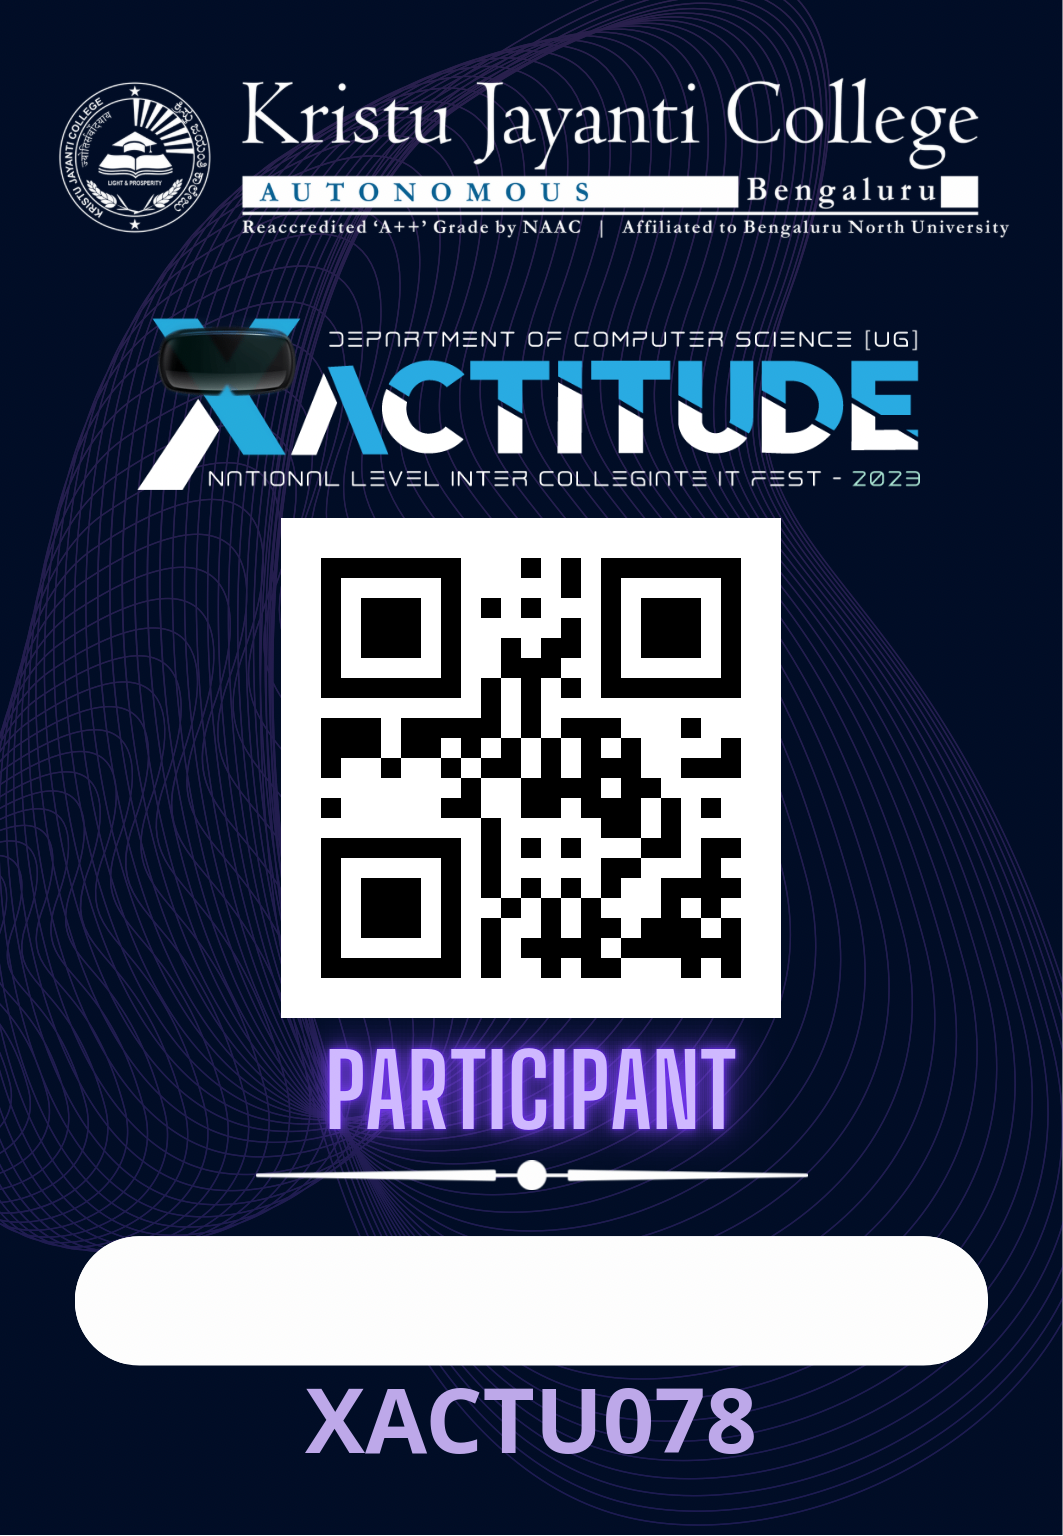 KRISTU JAYANTI COLLEGE
LIGHT & PROSPERITY
Kristu Jayanti College
AUTONOMOUS Bengaluru
Reaccredited ‘A++’ Grade by NAAC | Affiliated to Bengaluru North University
DEPARTMENT OF COMPUTER SCIENCE [UG]
XACTITUDE
NATIONAL LEVEL INTER COLLEGIATE IT FEST - 2023
PARTICIPANT
XACTU078